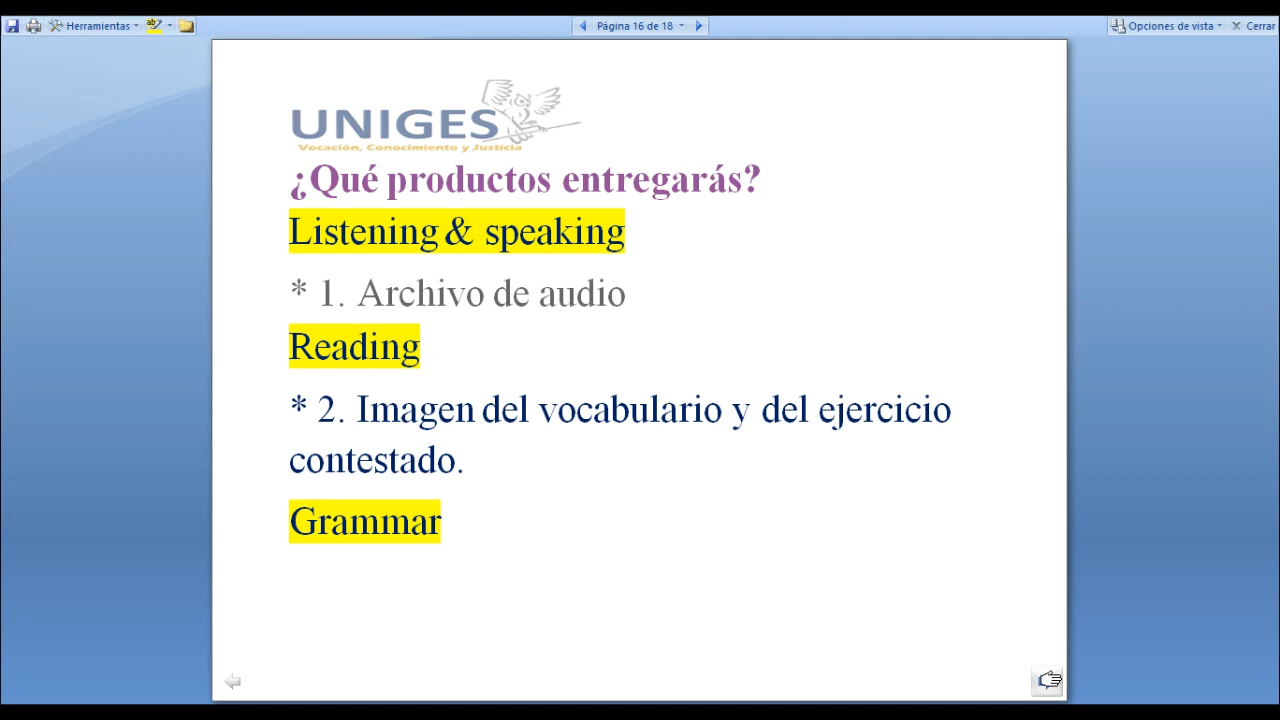 Herramientas
Página 16 de 18
Opciones de vista
Cerrar
UNIGES
Vocación, Conocimiento y Justicia
¿Qué productos entregarás?
Listening & speaking
* 1. Archivo de audio
Reading
* 2. Imagen del vocabulario y del ejercicio
contestado.
Grammar